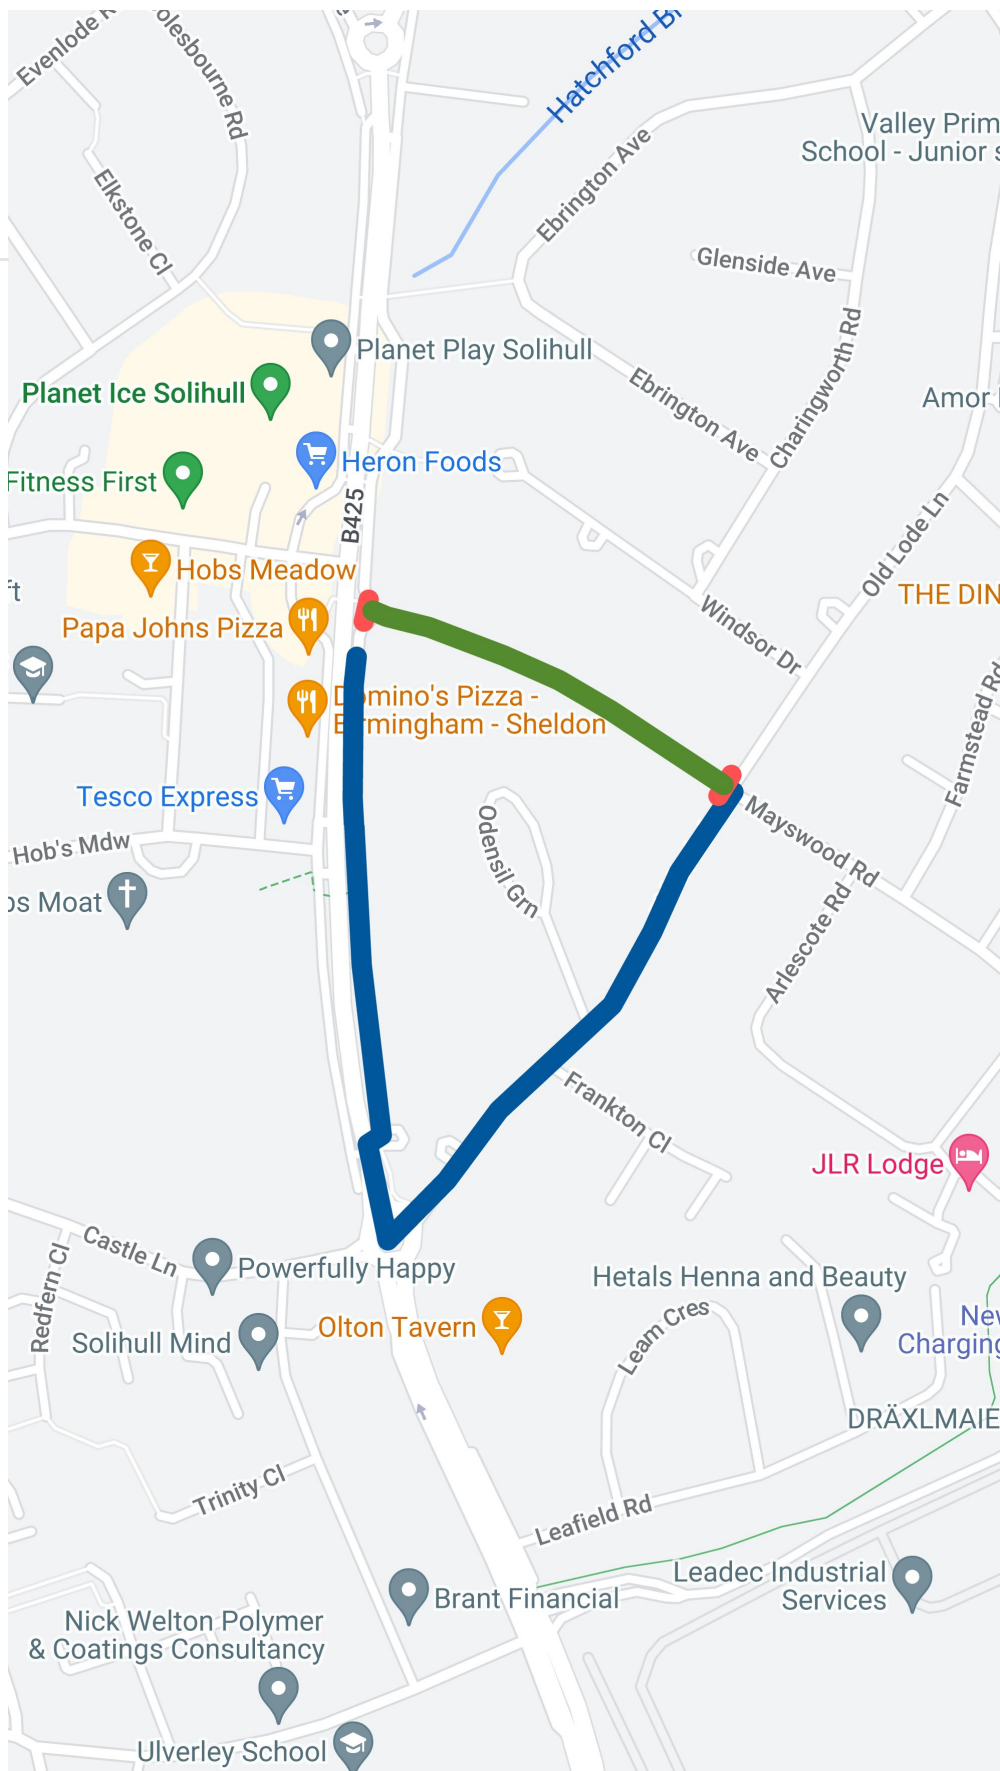 Evenlode R
olesbourne Rd
Hatchford Br
Valley Prim
School - Junior s
Ebrington Ave
Elkstone Cl
Glenside Ave
Planet Play Solihull
Planet Ice Solihull
Ebrington Ave
Charingworth Rd
Amor
Heron Foods
Fitness First
B425
Old Lode Ln
Hobs Meadow
ft
THE DIN
Papa Johns Pizza
Windsor Dr
Domino's Pizza -
Birmingham - Sheldon
Farmstead Rd
Tesco Express
Odensil Grn
Mayswood Rd
Hob's Mdw
bs Moat
Arlescote Rd
Frankton Cl
JLR Lodge
Castle Ln
Redfern Cl
Powerfully Happy
Hetals Henna and Beauty
Olton Tavern
Leam Cres
Solihull Mind
New
Charging
DRÄXLMAIE
Trinity Cl
Leafield Rd
Leadec Industrial
Services
Brant Financial
Nick Welton Polymer
& Coatings Consultancy
Ulverley School